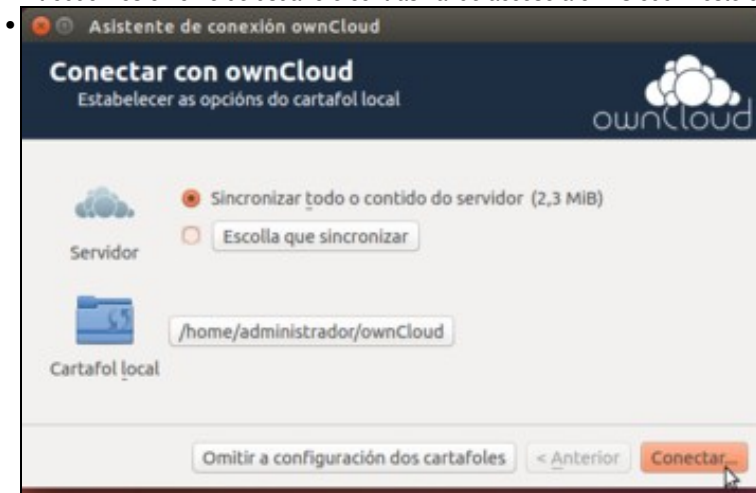 Asistente de conexión ownCloud
Conectar con ownCloud
Estabelecer as opcións do cartafol local
ownCloud
Sincronizar todo o contido do servidor (2,3 MiB)
Escolla que sincronizar
Servidor
/home/administrador/ownCloud
Cartafol local
Omitir a configuración dos cartafoles
< Anterior
Conectar...